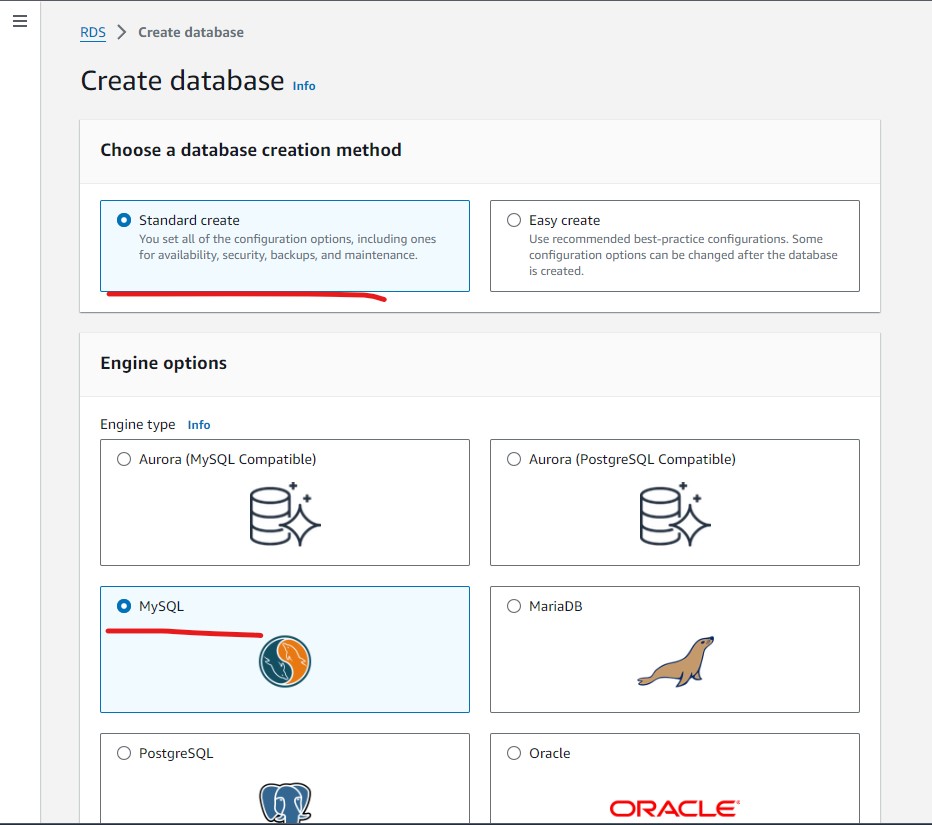 RDS > Create database
Create database Info
Choose a database creation method
Standard create
You set all of the configuration options, including ones
for availability, security, backups, and maintenance.
Easy create
Use recommended best-practice configurations. Some
configuration options can be changed after the database
is created.
Engine options
Engine type Info
Aurora (MySQL Compatible)
Aurora (PostgreSQL Compatible)
MySQL
MariaDB
PostgreSQL
Oracle
ORACLE